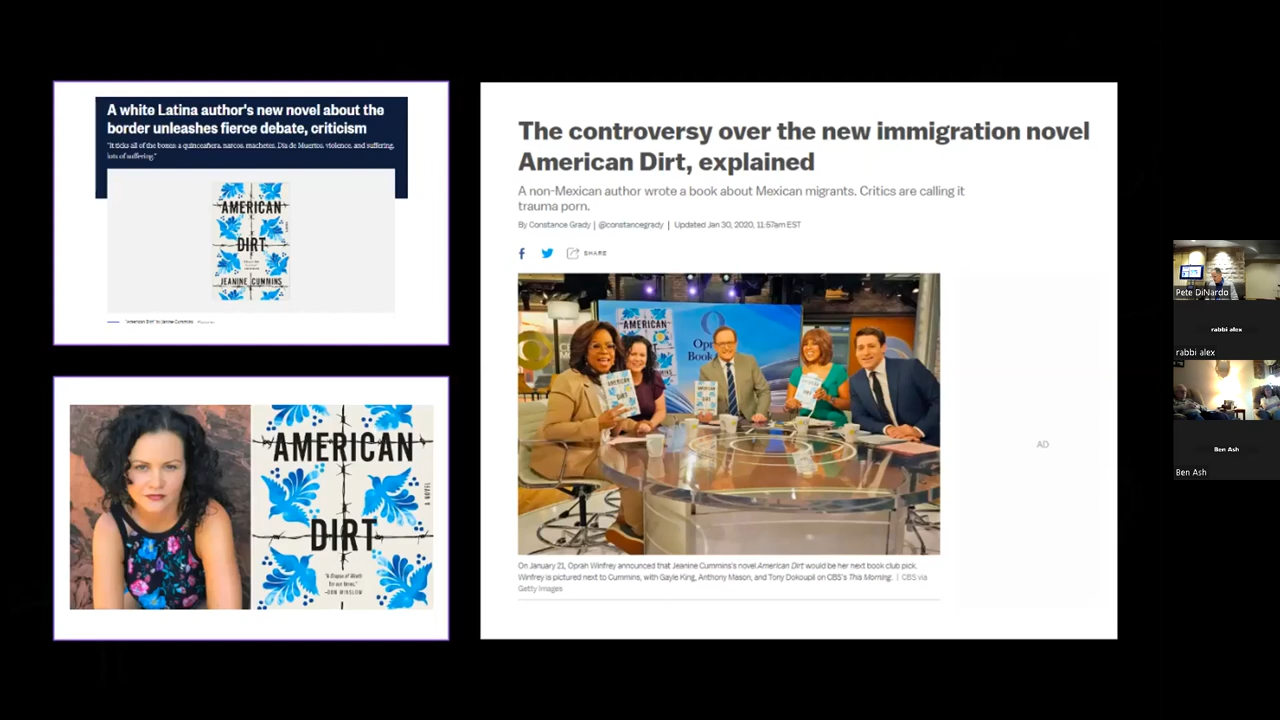 A white Latina author's new novel about the
border unleashes fierce debate, criticism
"It ticks all of the boxes: a quinceañera, narcos, machetes, Día de Muertos, violence, and suffering,
lots of suffering."
AMERICAN
DIRT
JEANINE CUMMINS
"American Dirt" by Jeanine Cummins
AMERICAN
DIRT
A NOVEL
"A Grapes of Wrath
for our times."
—DON WINSLOW
The controversy over the new immigration novel
American Dirt, explained
A non-Mexican author wrote a book about Mexican migrants. Critics are calling it
trauma porn.
By Constance Grady | @constancegrady | Updated Jan 30, 2020, 11:57am EST
SHARE
AMERICAN
Opr
Book
AD
On January 21, Oprah Winfrey announced that Jeanine Cummins's novel American Dirt would be her next book club pick.
Winfrey is pictured next to Cummins, with Gayle King, Anthony Mason, and Tony Dokoupil on CBS's This Morning. | CBS via
Getty Images
Pete DiNardo
rabbi alex
rabbi alex
Ben Ash
Ben Ash